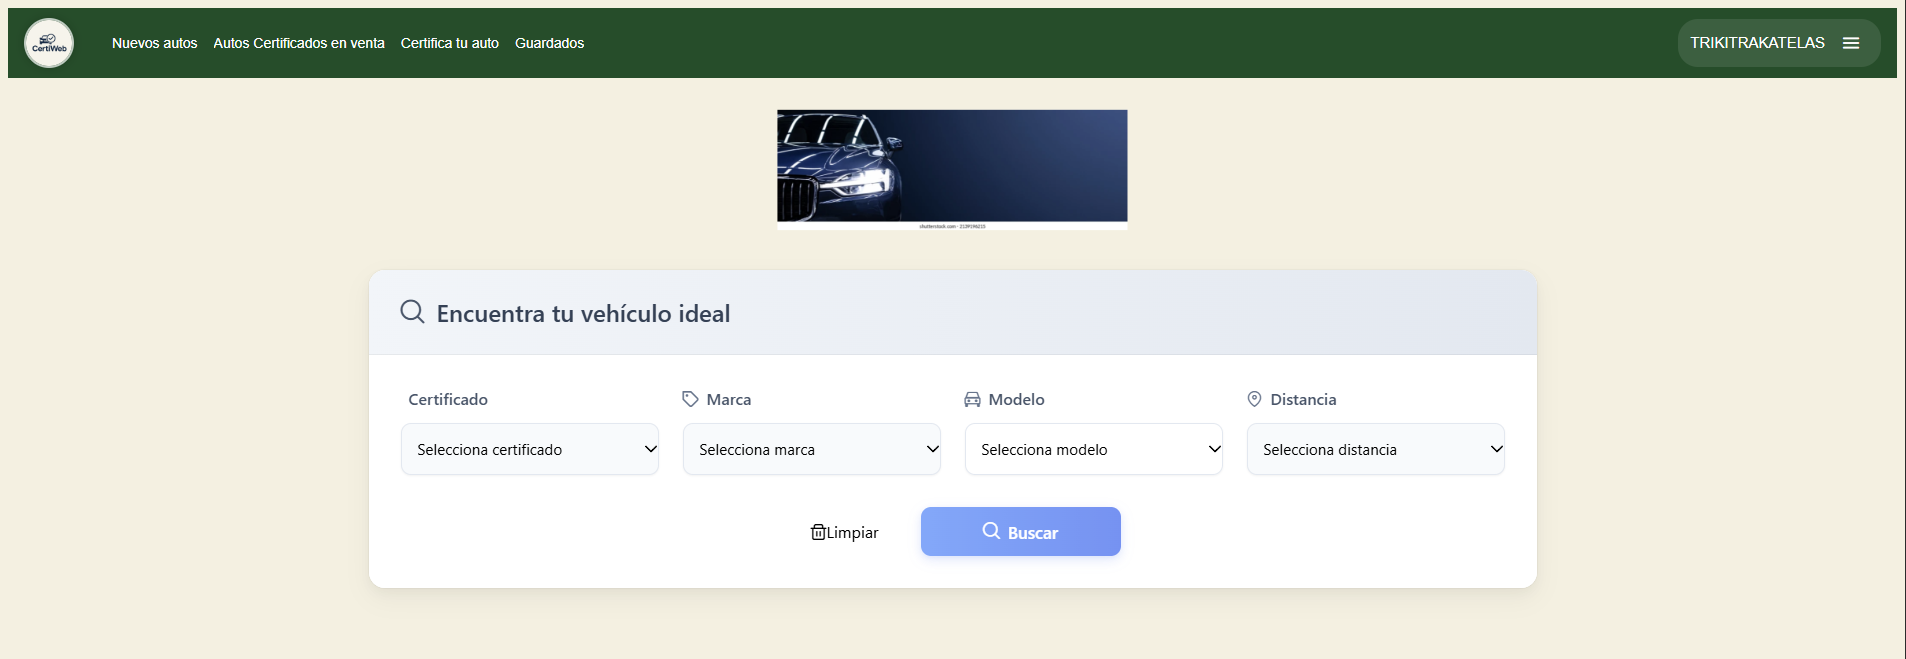 CertiWeb
Nuevos autos Autos Certificados en venta Certifica tu auto Guardados
TRIKITRAKATELAS
shutterstock.com · 2139196215
Encuentra tu vehículo ideal
Certificado Marca Modelo Distancia
Selecciona certificado Selecciona marca Selecciona modelo Selecciona distancia
Limpiar Buscar